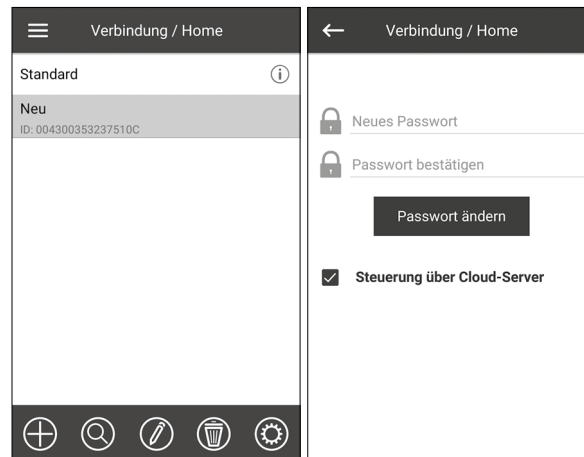 Verbindung / Home
Standard
Neu
ID: 004300353237510C
Verbindung / Home
Neues Passwort
Passwort bestätigen
Passwort ändern
Steuerung über Cloud-Server